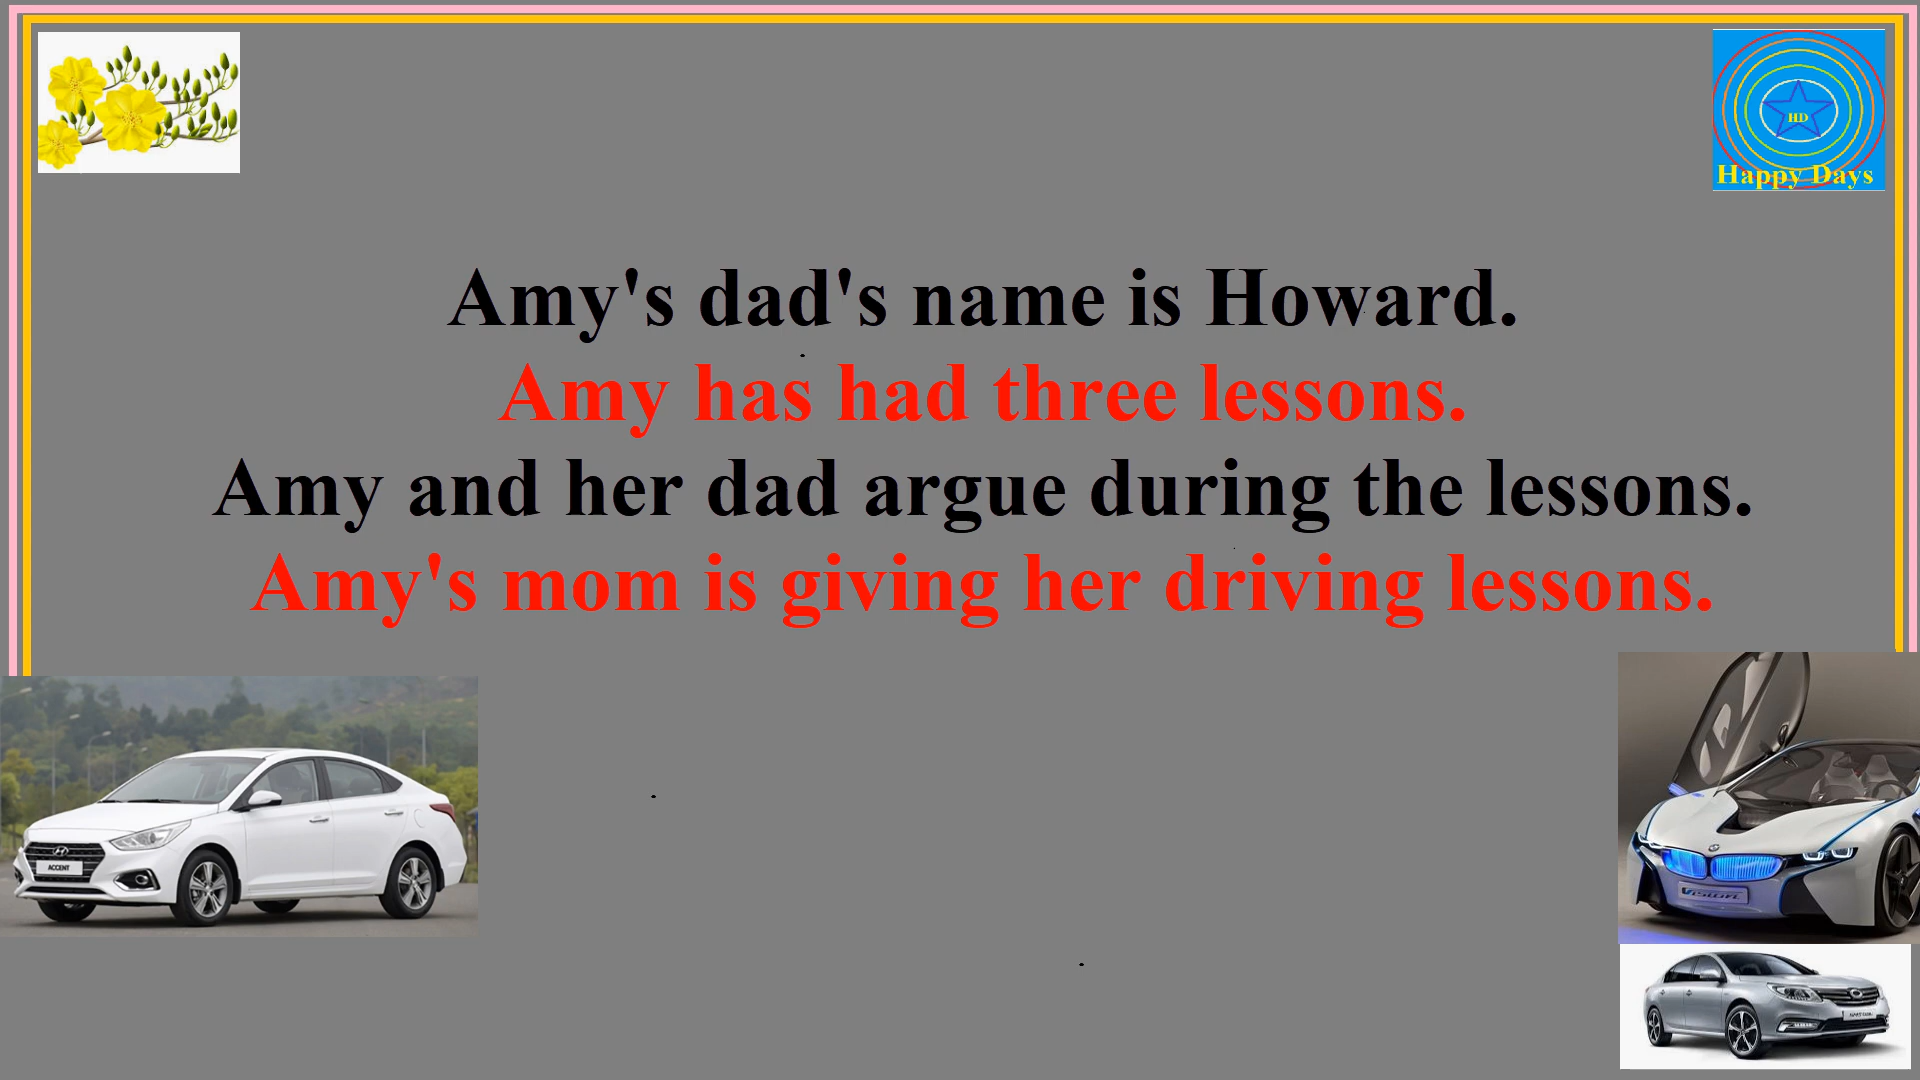 HD
Happy Days
Amy's dad's name is Howard.
Amy has had three lessons.
Amy and her dad argue during the lessons.
Amy's mom is giving her driving lessons.
ACCENT
VISION